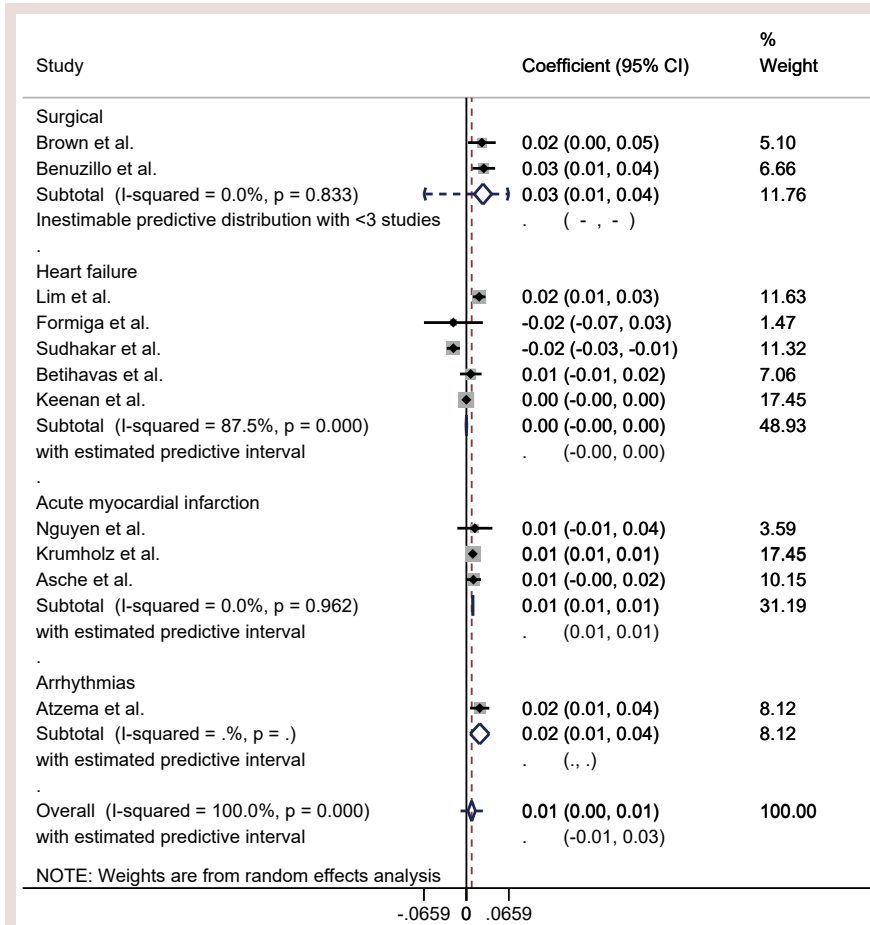 %
Study Coefficient (95% CI) Weight
Surgical
Brown et al. 0.02 (0.00, 0.05) 5.10
Benuzillo et al. 0.03 (0.01, 0.04) 6.66
Subtotal (I-squared = 0.0%, p = 0.833) 0.03 (0.01, 0.04) 11.76
Inestimable predictive distribution with <3 studies . ( - , - )
.
Heart failure
Lim et al. 0.02 (0.01, 0.03) 11.63
Formiga et al. -0.02 (-0.07, 0.03) 1.47
Sudhakar et al. -0.02 (-0.03, -0.01) 11.32
Betihavas et al. 0.01 (-0.01, 0.02) 7.06
Keenan et al. 0.00 (-0.00, 0.00) 17.45
Subtotal (I-squared = 87.5%, p = 0.000) 0.00 (-0.00, 0.00) 48.93
with estimated predictive interval . (-0.00, 0.00)
.
Acute myocardial infarction
Nguyen et al. 0.01 (-0.01, 0.04) 3.59
Krumholz et al. 0.01 (0.01, 0.01) 17.45
Asche et al. 0.01 (-0.00, 0.02) 10.15
Subtotal (I-squared = 0.0%, p = 0.962) 0.01 (0.01, 0.01) 31.19
with estimated predictive interval . (0.01, 0.01)
.
Arrhythmias
Atzema et al. 0.02 (0.01, 0.04) 8.12
Subtotal (I-squared = .%, p = .) 0.02 (0.01, 0.04) 8.12
with estimated predictive interval . (., .)
.
Overall (I-squared = 100.0%, p = 0.000) 0.01 (0.00, 0.01) 100.00
with estimated predictive interval . (-0.01, 0.03)
NOTE: Weights are from random effects analysis
-.0659 0 .0659